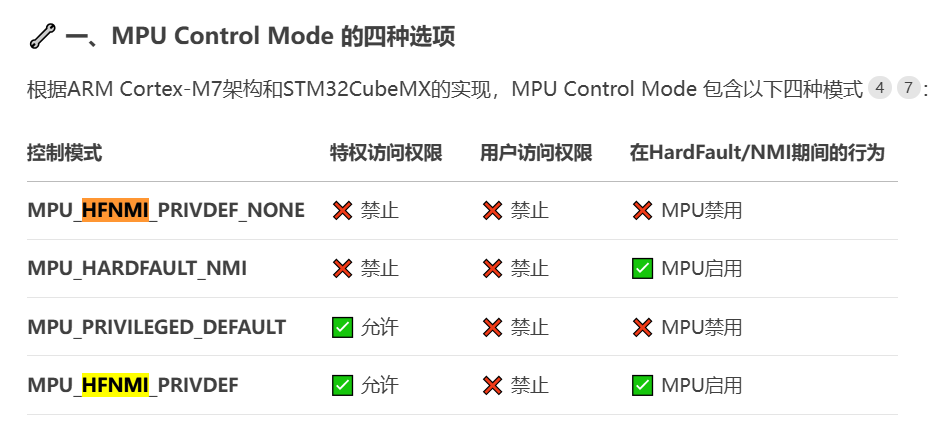 🔧 一、MPU Control Mode 的四种选项
根据ARM Cortex-M7架构和STM32CubeMX的实现，MPU Control Mode 包含以下四种模式 4 7：
控制模式 特权访问权限 用户访问权限 在HardFault/NMI期间的行为
MPU_HFNMI_PRIVDEF_NONE ❌ 禁止 ❌ 禁止 ❌ MPU禁用
MPU_HARDFAULT_NMI ❌ 禁止 ❌ 禁止 ✅ MPU启用
MPU_PRIVILEGED_DEFAULT ✅ 允许 ❌ 禁止 ❌ MPU禁用
MPU_HFNMI_PRIVDEF ✅ 允许 ❌ 禁止 ✅ MPU启用